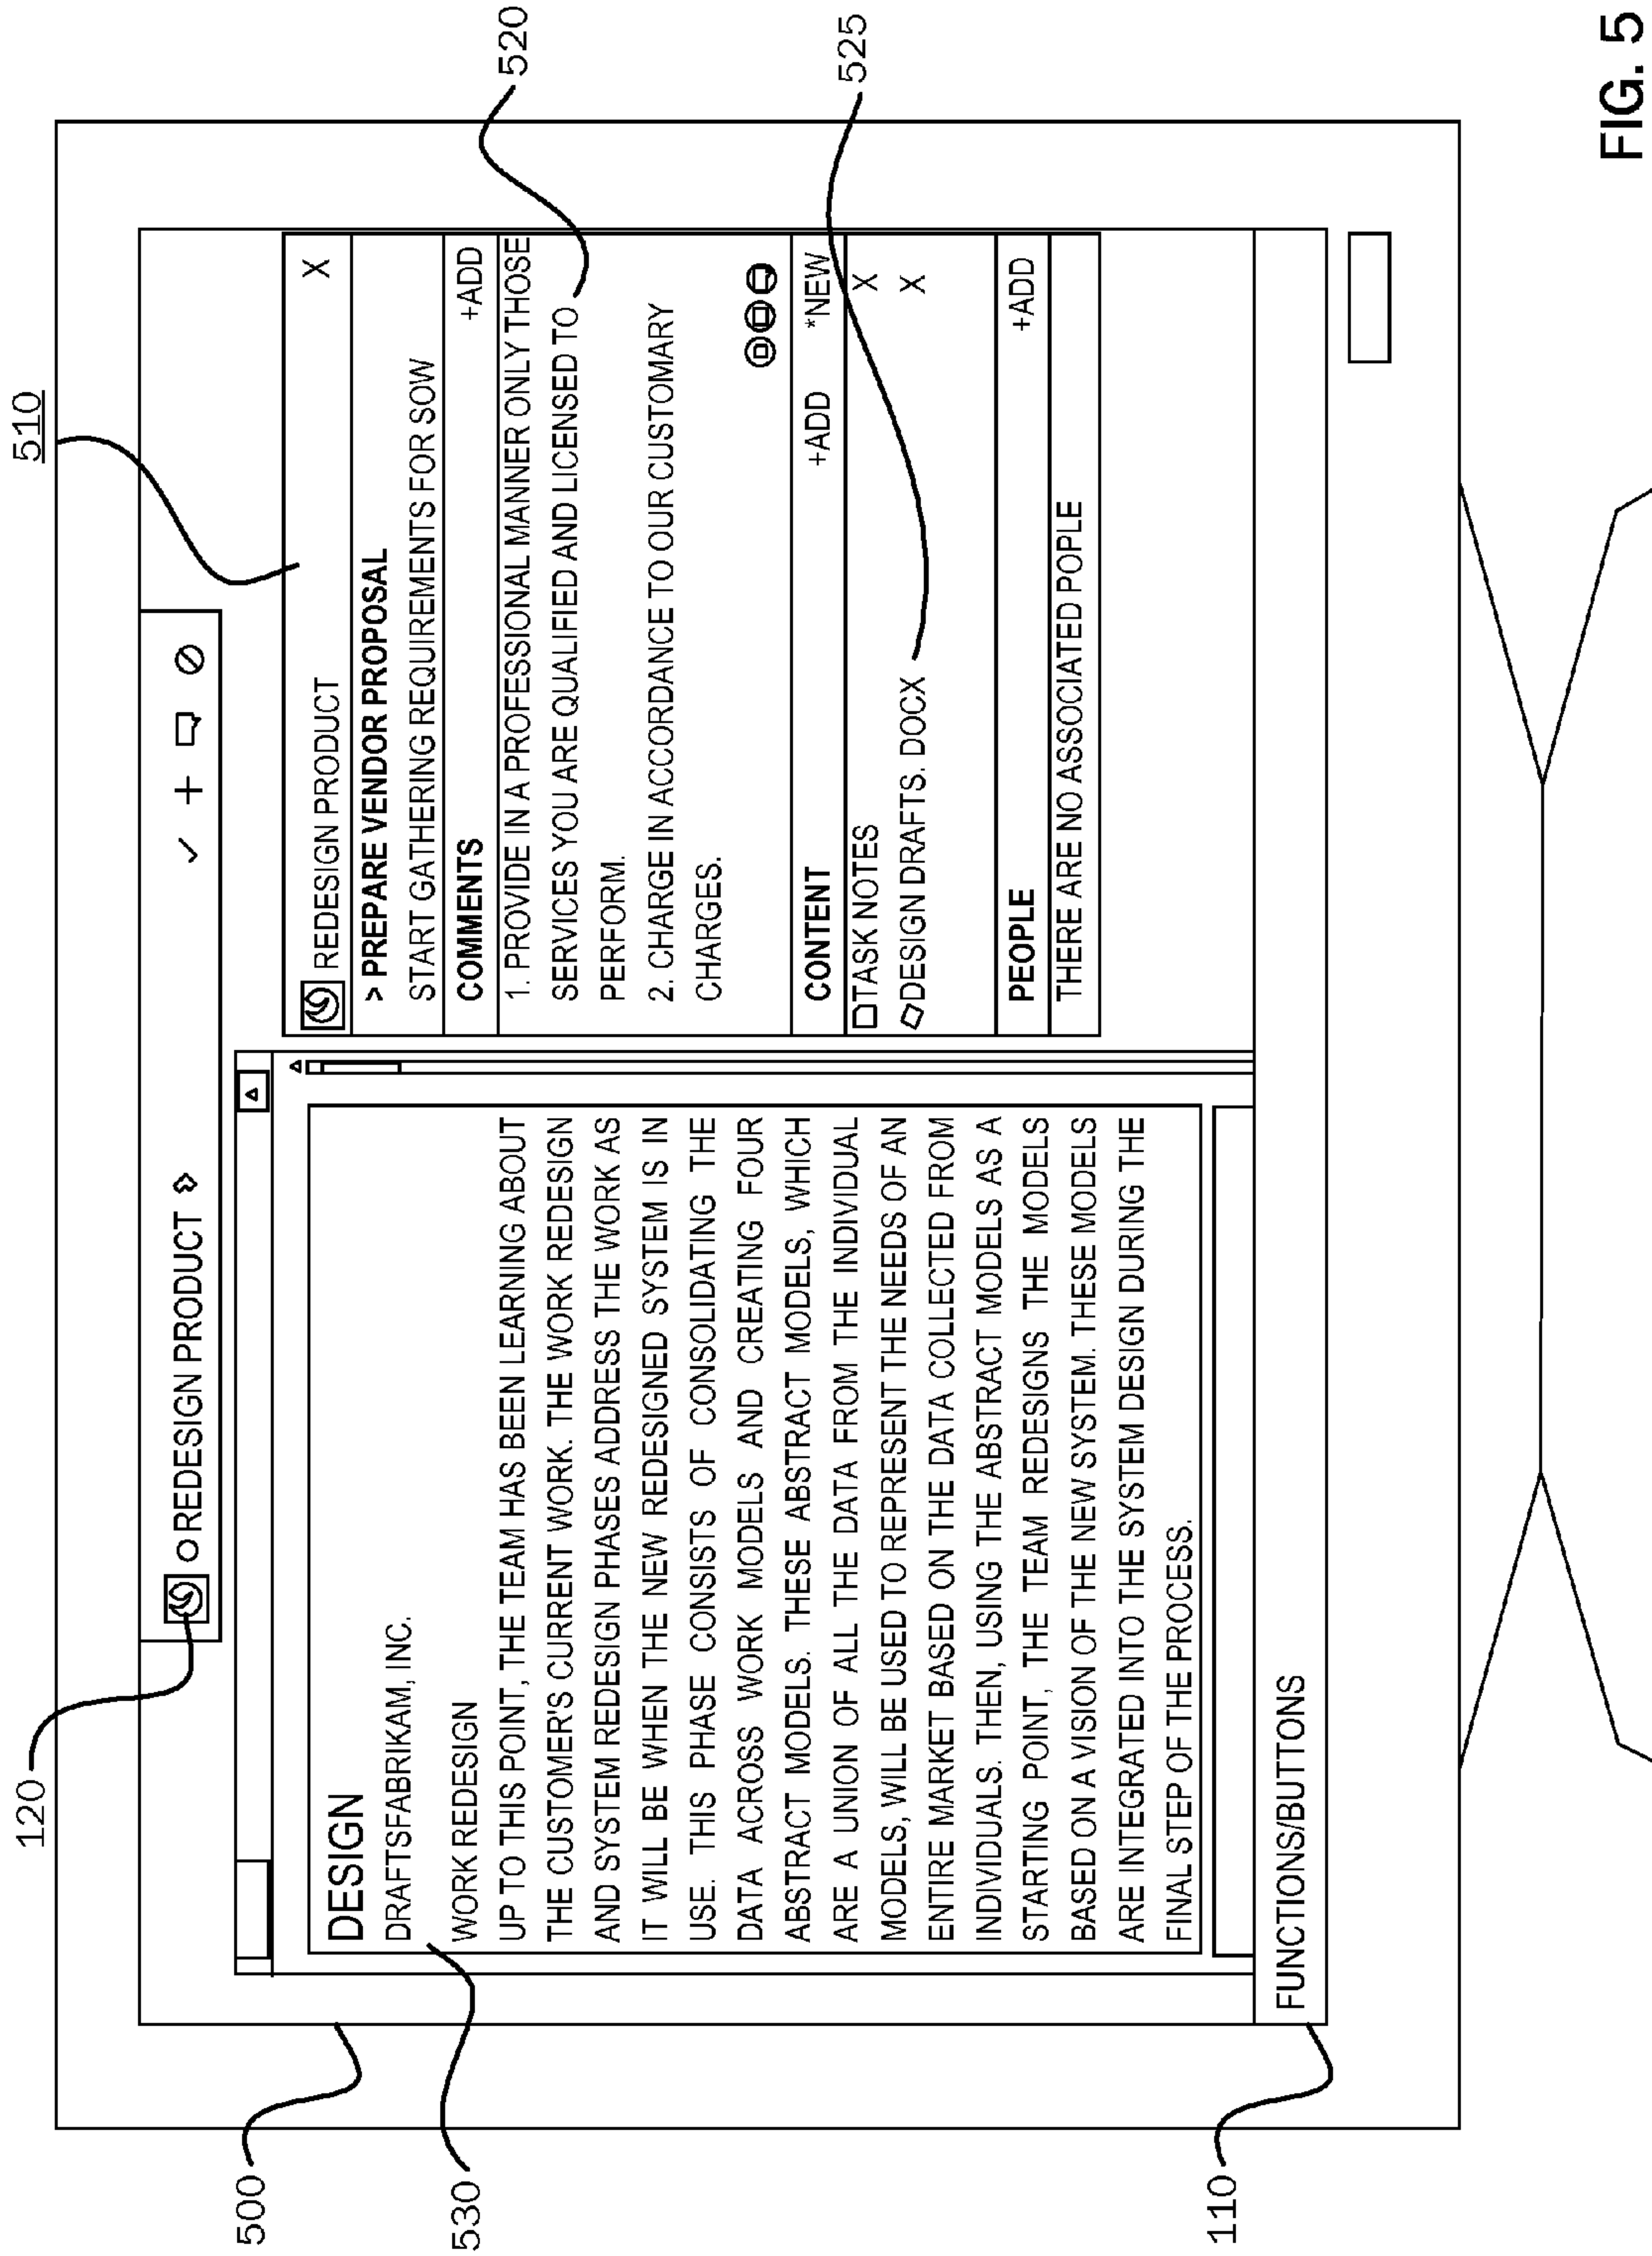 510
120
520
525
500
530
110
REDESIGN PRODUCT
DESIGN
DRAFTSFABRIKAM, INC.
WORK REDESIGN
UP TO THIS POINT, THE TEAM HAS BEEN LEARNING ABOUT
THE CUSTOMER'S CURRENT WORK. THE WORK REDESIGN
AND SYSTEM REDESIGN PHASES ADDRESS THE WORK AS
IT WILL BE WHEN THE NEW REDESIGNED SYSTEM IS IN
USE. THIS PHASE CONSISTS OF CONSOLIDATING THE
DATA ACROSS WORK MODELS AND CREATING FOUR
ABSTRACT MODELS. THESE ABSTRACT MODELS, WHICH
ARE A UNION OF ALL THE DATA FROM THE INDIVIDUAL
MODELS, WILL BE USED TO REPRESENT THE NEEDS OF AN
ENTIRE MARKET BASED ON THE DATA COLLECTED FROM
INDIVIDUALS. THEN, USING THE ABSTRACT MODELS AS A
STARTING POINT, THE TEAM REDESIGNS THE MODELS
BASED ON A VISION OF THE NEW SYSTEM. THESE MODELS
ARE INTEGRATED INTO THE SYSTEM DESIGN DURING THE
FINAL STEP OF THE PROCESS.
REDESIGN PRODUCT X
> PREPARE VENDOR PROPOSAL
START GATHERING REQUIREMENTS FOR SOW
COMMENTS +ADD
1. PROVIDE IN A PROFESSIONAL MANNER ONLY THOSE
SERVICES YOU ARE QUALIFIED AND LICENSED TO
PERFORM.
2. CHARGE IN ACCORDANCE TO OUR CUSTOMARY
CHARGES.
CONTENT +ADD *NEW
TASK NOTES X
DESIGN DRAFTS. DOCX X
PEOPLE +ADD
THERE ARE NO ASSOCIATED POPLE
FUNCTIONS/BUTTONS
FIG. 5